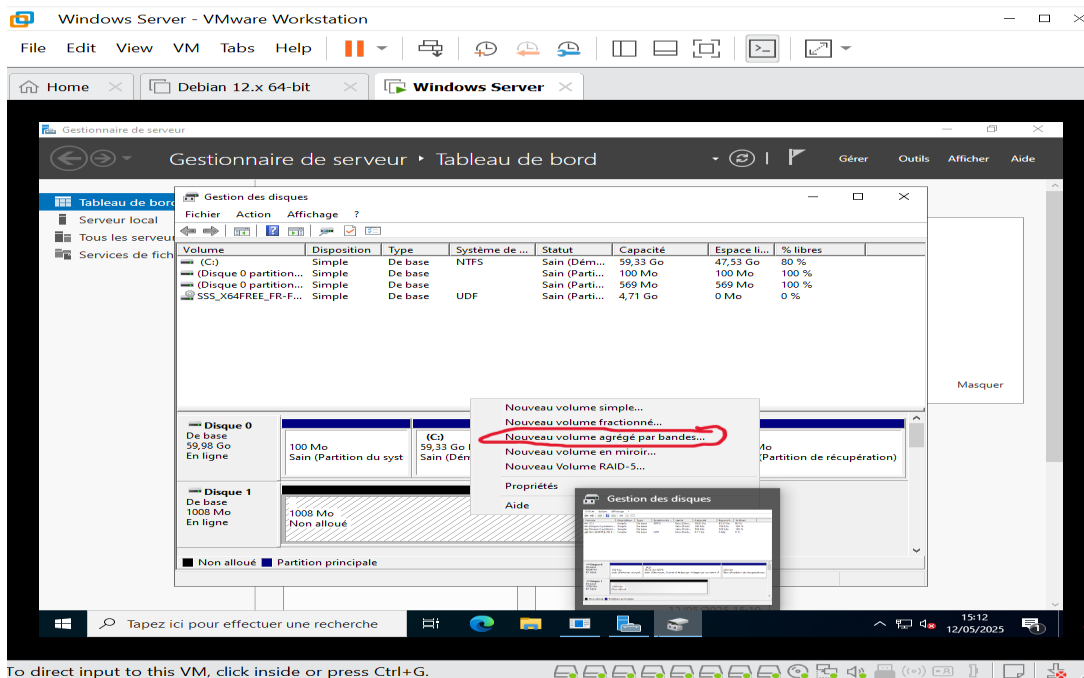 Windows Server - VMware Workstation
File Edit View VM Tabs Help
Home Debian 12.x 64-bit Windows Server
Gestionnaire de serveur
Gestionnaire de serveur ‣ Tableau de bord Gérer Outils Afficher Aide
Tableau de bord
Serveur local
Tous les serveur
Services de fich
Gestion des disques
Fichier Action Affichage ?
Volume Disposition Type Système de ... Statut Capacité Espace li... % libres
(C:) Simple De base NTFS Sain (Dém... 59,33 Go 47,53 Go 80 %
(Disque 0 partition... Simple De base Sain (Parti... 100 Mo 100 Mo 100 %
(Disque 0 partition... Simple De base Sain (Parti... 569 Mo 569 Mo 100 %
SSS_X64FREE_FR-F... Simple De base UDF Sain (Parti... 4,71 Go 0 Mo 0 %
Masquer
Nouveau volume simple...
Nouveau volume fractionné...
Nouveau volume agrégé par bandes...
Nouveau volume en miroir...
Nouveau Volume RAID-5...
Propriétés
Aide
Disque 0
De base
59,98 Go
En ligne
100 Mo
Sain (Partition du syst
(C:)
59,33 Go
Sain (Dém
Mo
(Partition de récupération)
Disque 1
De base
1008 Mo
En ligne
1008 Mo
Non alloué
Gestion des disques
Non alloué Partition principale
Tapez ici pour effectuer une recherche
15:12
12/05/2025
1
To direct input to this VM, click inside or press Ctrl+G.